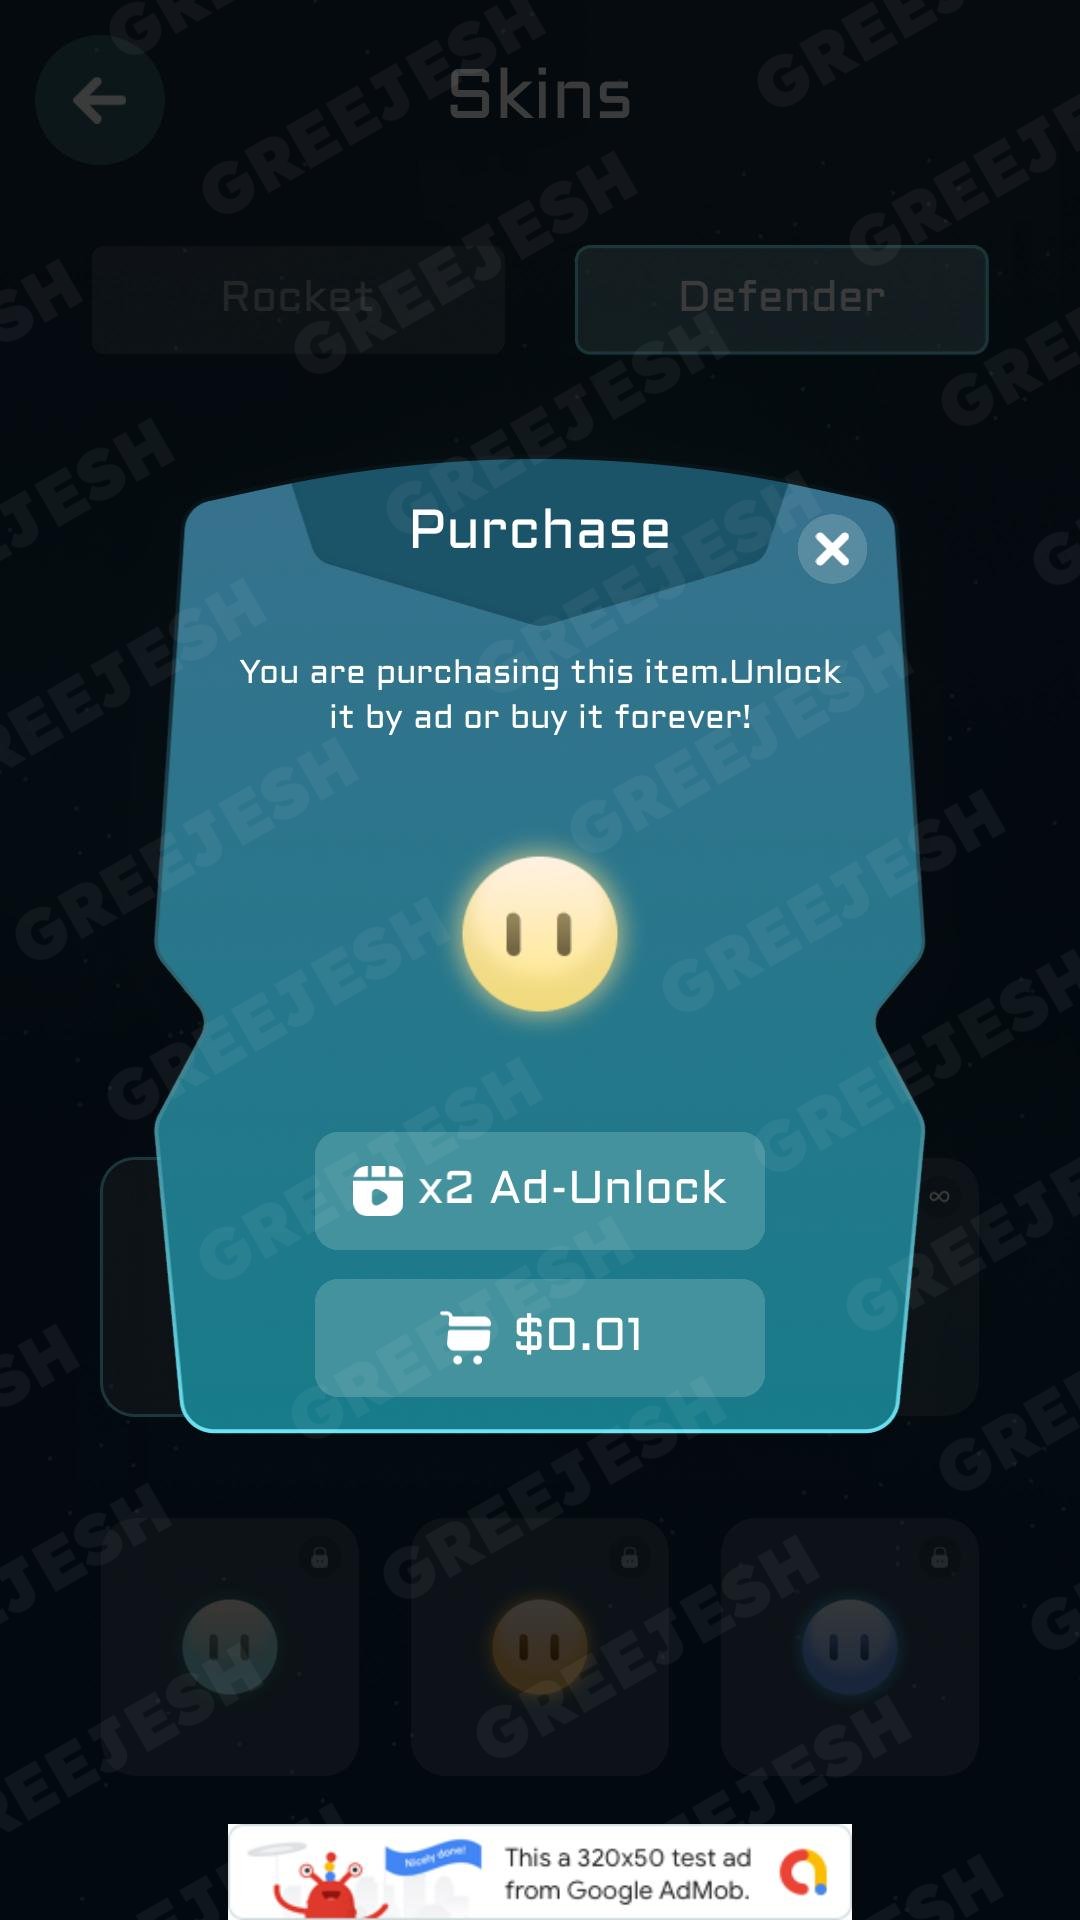 Skins
Rocket
Defender
Purchase
You are purchasing this item.Unlock
it by ad or buy it forever!
x2 Ad-Unlock
$0.01
∞
Nicely done!
This a 320x50 test ad
from Google AdMob.
GREEJESH